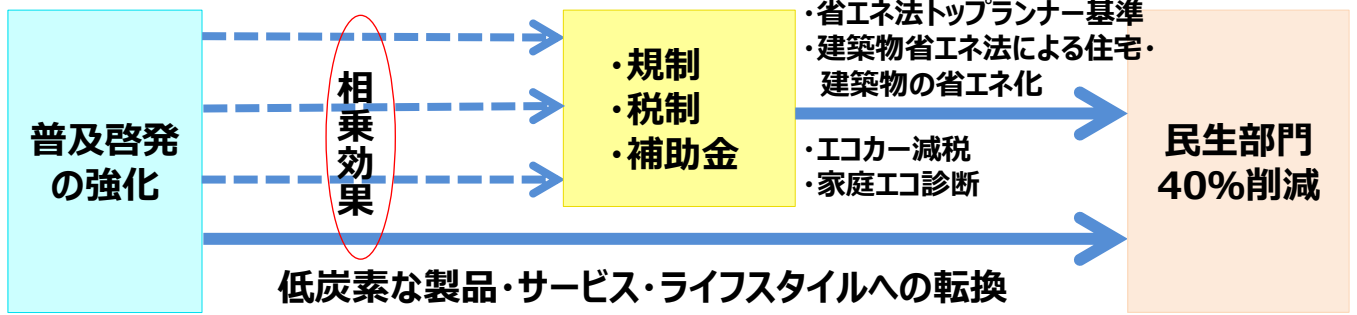 普及啓発
の強化
相乗効果
・規制
・税制
・補助金
・省エネ法トップランナー基準
・建築物省エネ法による住宅・
建築物の省エネ化
・エコカー減税
・家庭エコ診断
民生部門
40%削減
低炭素な製品・サービス・ライフスタイルへの転換